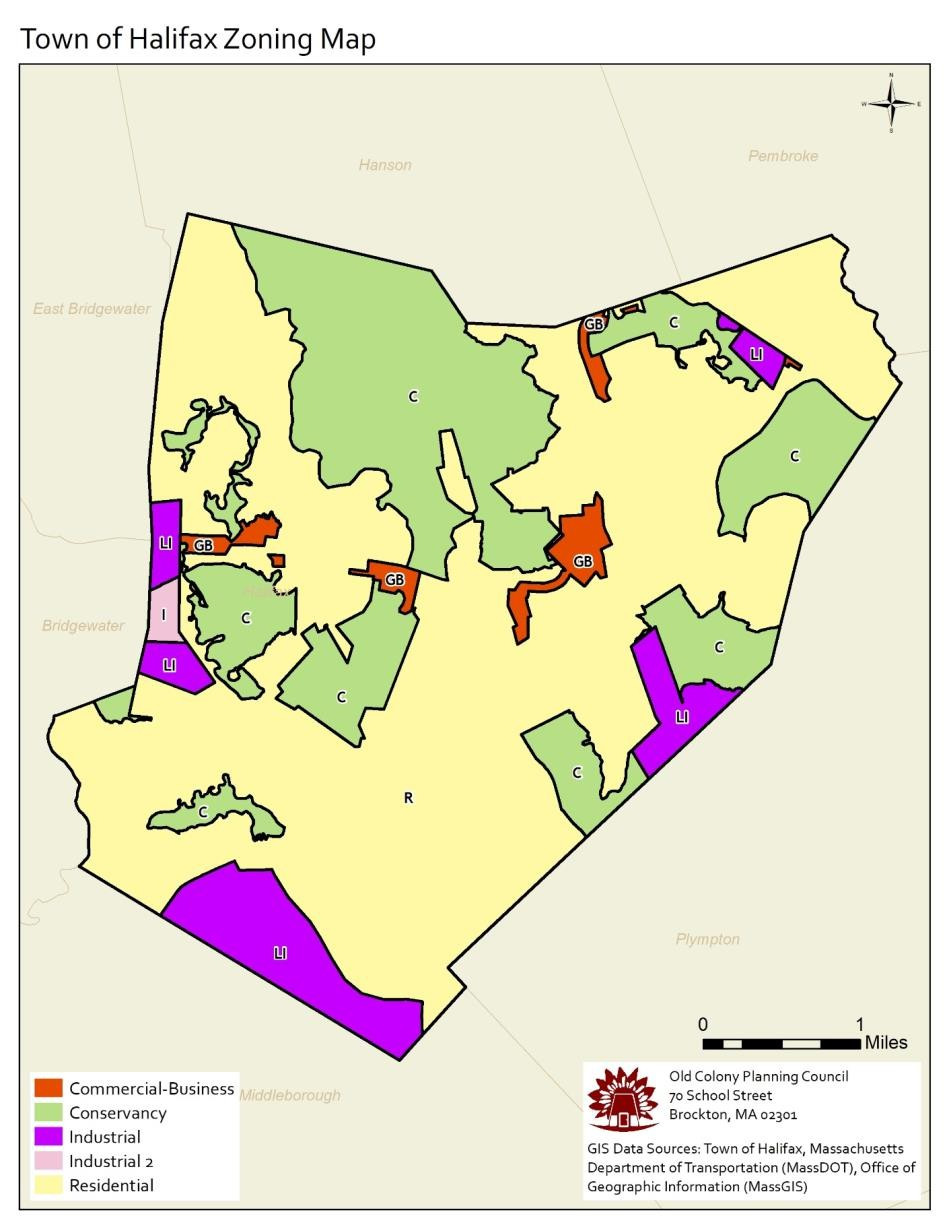 Town of Halifax Zoning Map
N
W E
S
Hanson
Pembroke
East Bridgewater
GB
C
LI
C
C
LI
GB
GB
GB
I
C
Halifax
Bridgewater
C
LI
C
LI
C
R
C
LI
Plympton
0 1
Miles
Middleborough
Commercial-Business
Conservancy
Industrial
Industrial 2
Residential
Old Colony Planning Council
70 School Street
Brockton, MA 02301
GIS Data Sources: Town of Halifax, Massachusetts
Department of Transportation (MassDOT), Office of
Geographic Information (MassGIS)